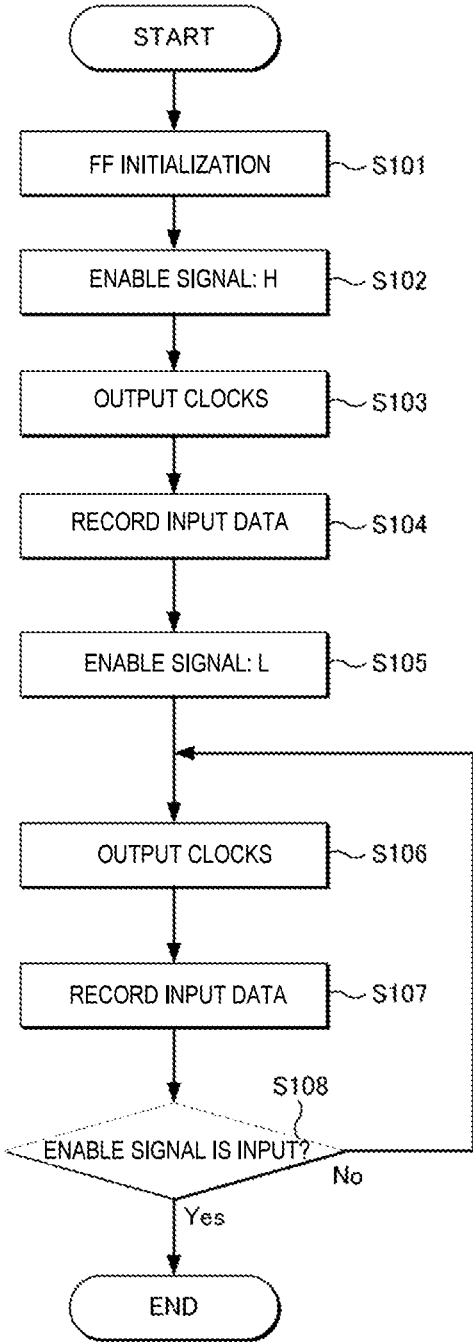 START
FF INITIALIZATION
S101
ENABLE SIGNAL: H
S102
OUTPUT CLOCKS
S103
RECORD INPUT DATA
S104
ENABLE SIGNAL: L
S105
OUTPUT CLOCKS
S106
RECORD INPUT DATA
S107
S108
ENABLE SIGNAL IS INPUT?
No
Yes
END